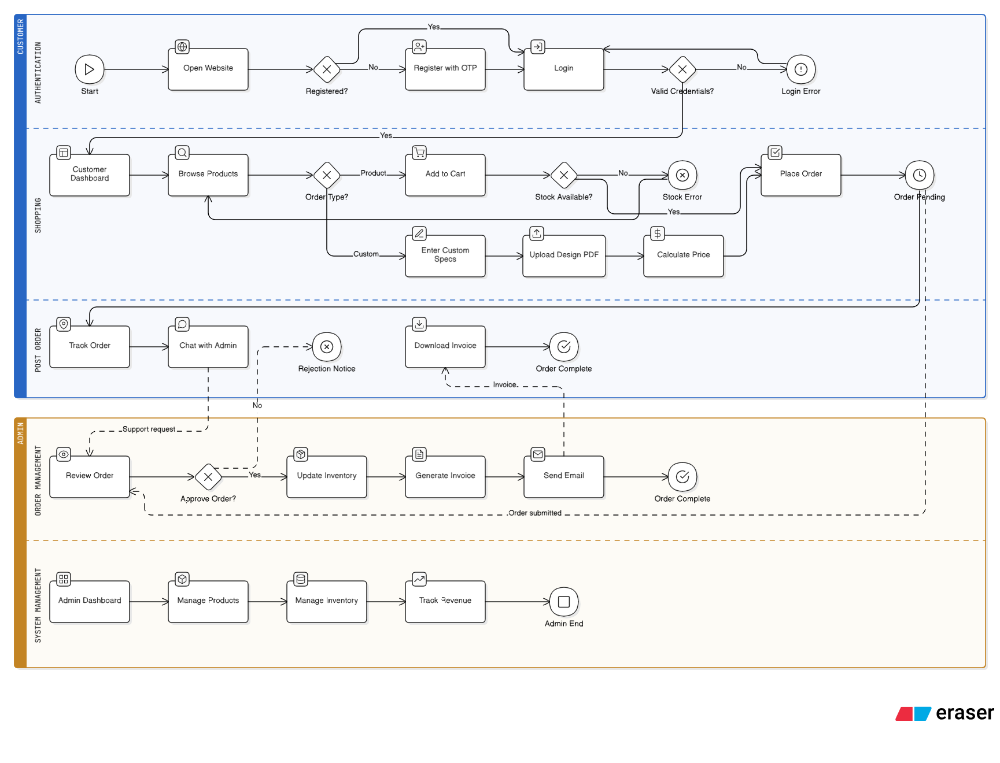 CUSTOMER
AUTHENTICATION
Yes
Open Website
No
Register with OTP
Login
No
Start
Registered?
Valid Credentials?
Login Error
Yes
SHOPPING
Customer
Dashboard
Browse Products
Product
Add to Cart
No
Place Order
Order Type?
Stock Available?
Stock Error
Order Pending
Yes
Custom
Enter Custom
Specs
Upload Design PDF
Calculate Price
POST ORDER
Track Order
Chat with Admin
Download Invoice
Rejection Notice
Order Complete
Invoice
No
ADMIN
ORDER MANAGEMENT
Support request
Review Order
Yes
Update Inventory
Generate Invoice
Send Email
Approve Order?
Order Complete
Order submitted
SYSTEM MANAGEMENT
Admin Dashboard
Manage Products
Manage Inventory
Track Revenue
Admin End
eraser